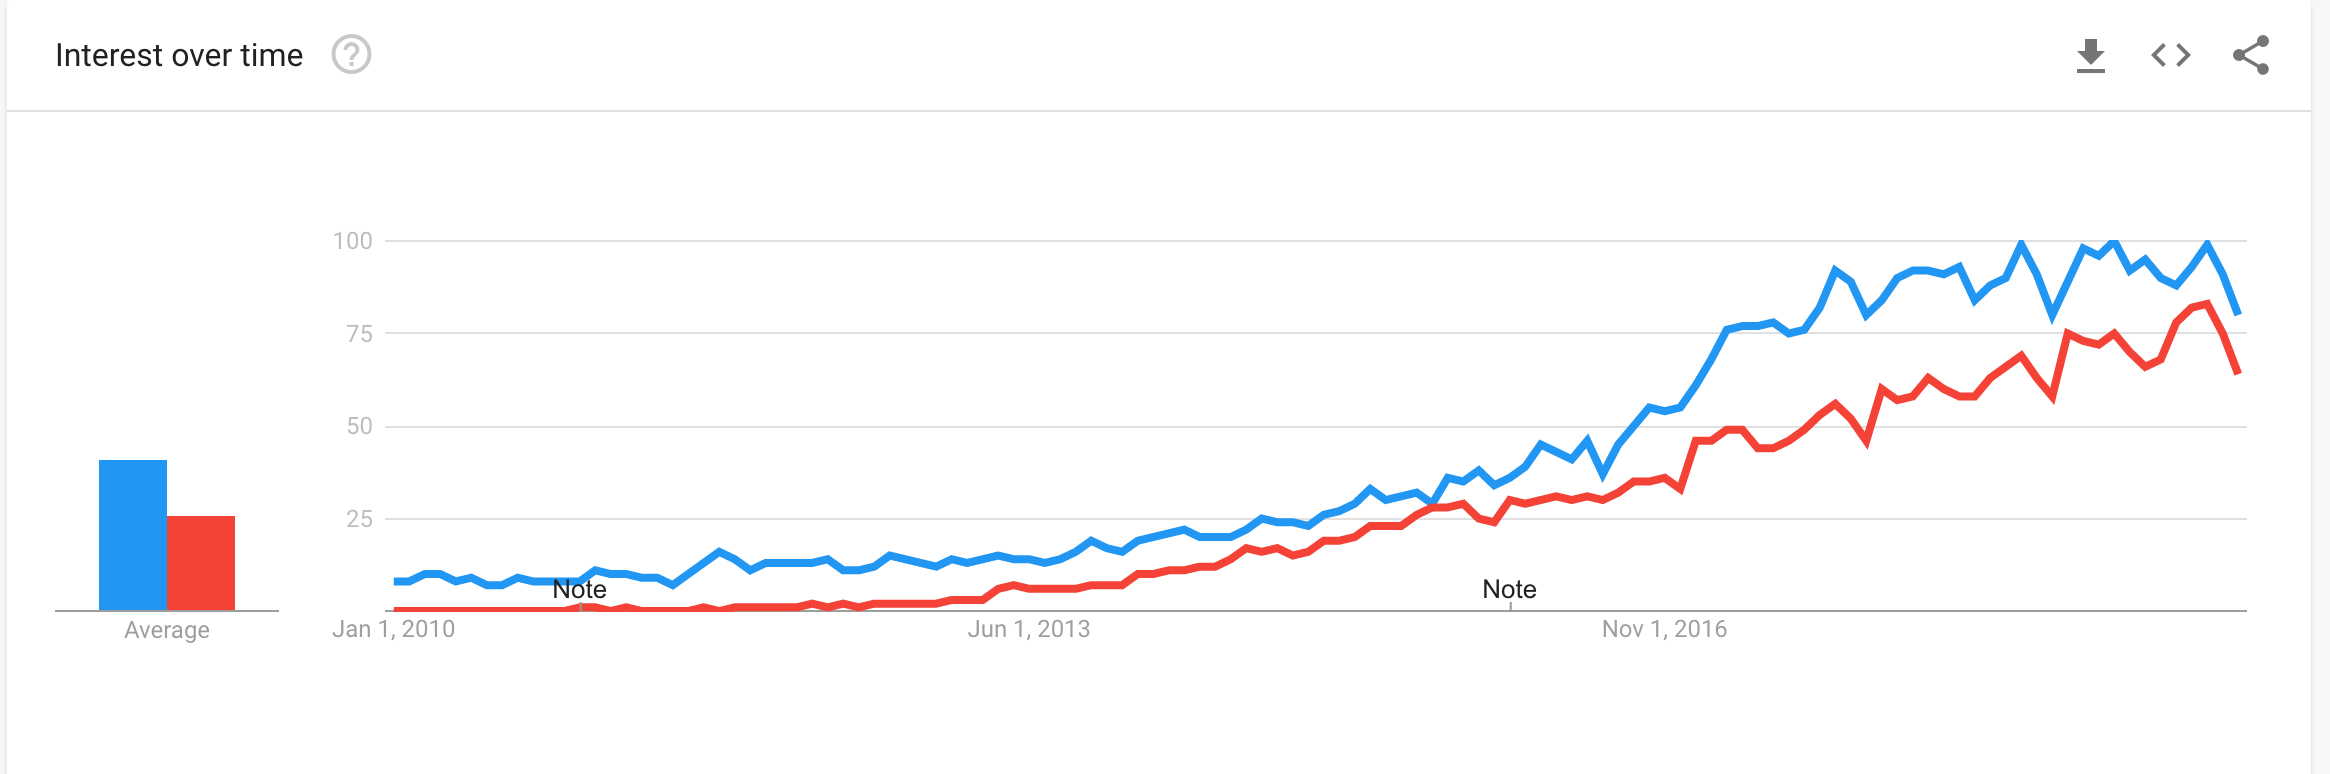 Interest over time
100
75
50
25
Note
Note
Average
Jan 1, 2010
Jun 1, 2013
Nov 1, 2016